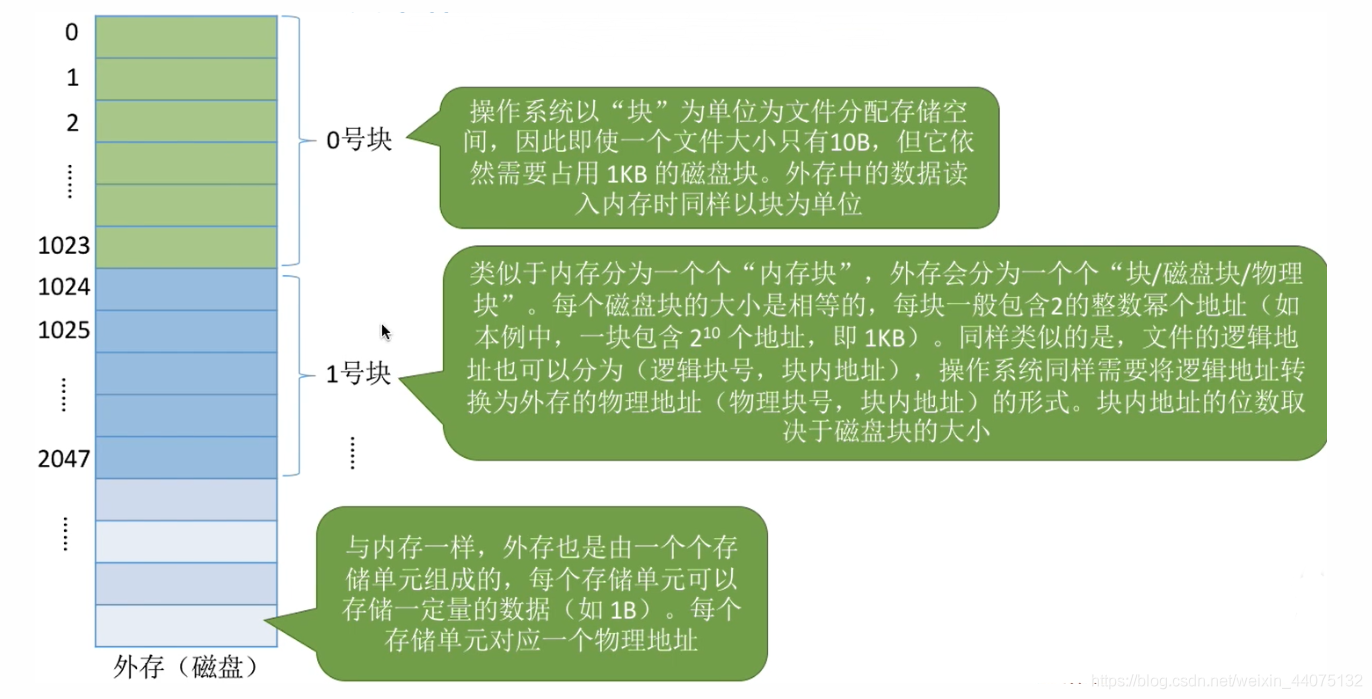 0
1
2
1023
1024
1025
2047
0号块
操作系统以“块”为单位为文件分配存储空
间，因此即使一个文件大小只有10B，但它依
然需要占用 1KB 的磁盘块。外存中的数据读
入内存时同样以块为单位
1号块
类似于内存分为一个个“内存块”，外存会分为一个个“块/磁盘块/物理
块”。每个磁盘块的大小是相等的，每块一般包含2的整数幂个地址（如
本例中，一块包含 2¹⁰ 个地址，即 1KB）。同样类似的是，文件的逻辑地
址也可以分为（逻辑块号，块内地址），操作系统同样需要将逻辑地址转
换为外存的物理地址（物理块号，块内地址）的形式。块内地址的位数取
决于磁盘块的大小
与内存一样，外存也是由一个个存
储单元组成的，每个存储单元可以
存储一定量的数据（如 1B）。每个
存储单元对应一个物理地址
外存（磁盘）
https://blog.csdn.net/weixin_44075132